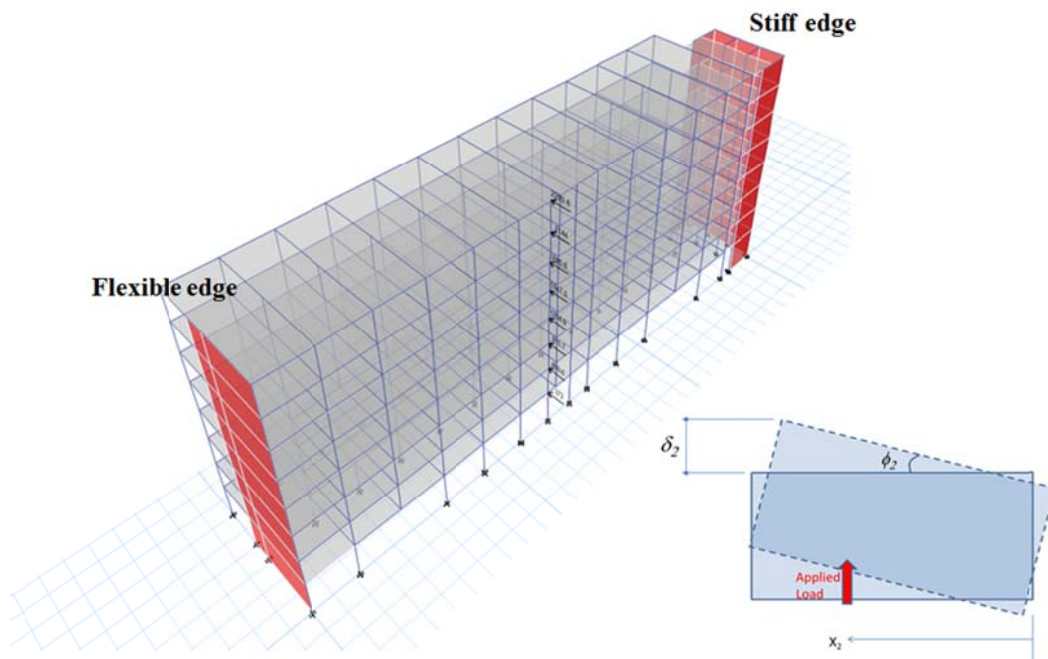 Stiff edge
Flexible edge
δ₂
ϕ₂
Applied
Load
X₂